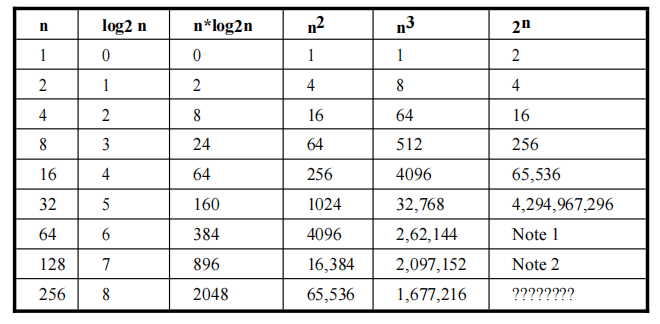 n log2 n n*log2n n2 n3 2n
1 0 0 1 1 2
2 1 2 4 8 4
4 2 8 16 64 16
8 3 24 64 512 256
16 4 64 256 4096 65,536
32 5 160 1024 32,768 4,294,967,296
64 6 384 4096 2,62,144 Note 1
128 7 896 16,384 2,097,152 Note 2
256 8 2048 65,536 1,677,216 ????????